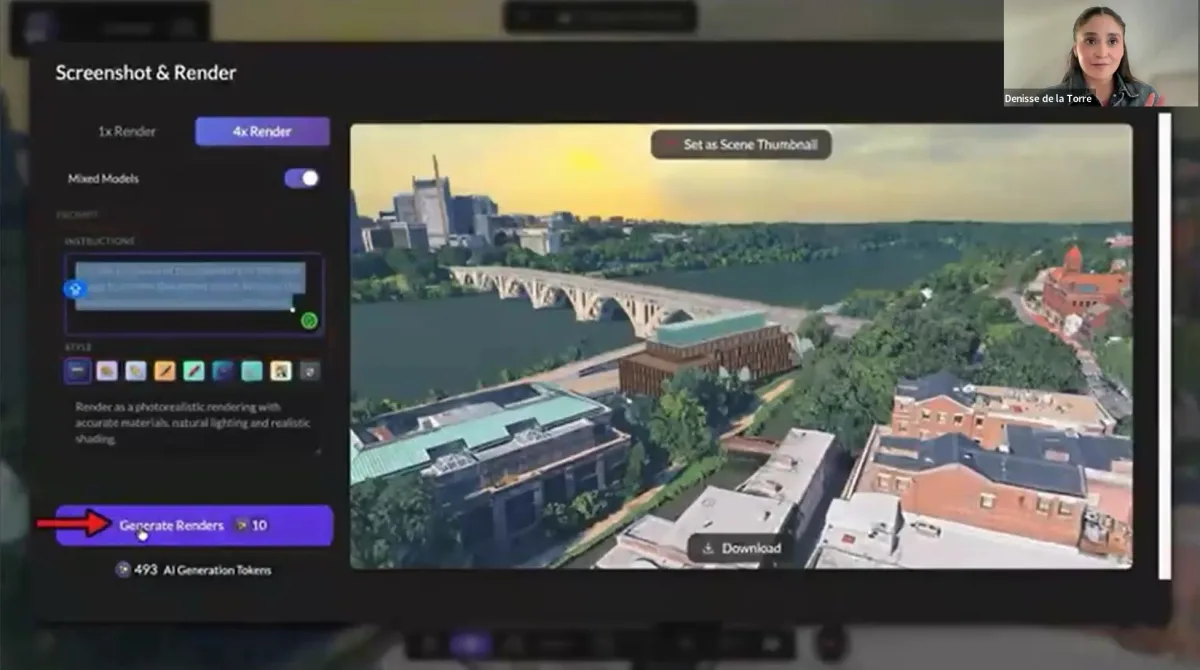 Screenshot & Render
Denisse de la Torre
1x Render
4x Render
Set as Scene Thumbnail
Mixed Models
PROMPT
INSTRUCTIONS
STYLE
Render as a photorealistic rendering with
accurate materials, natural lighting and realistic
shading.
Generate Renders 10
Download
493 AI Generation Tokens